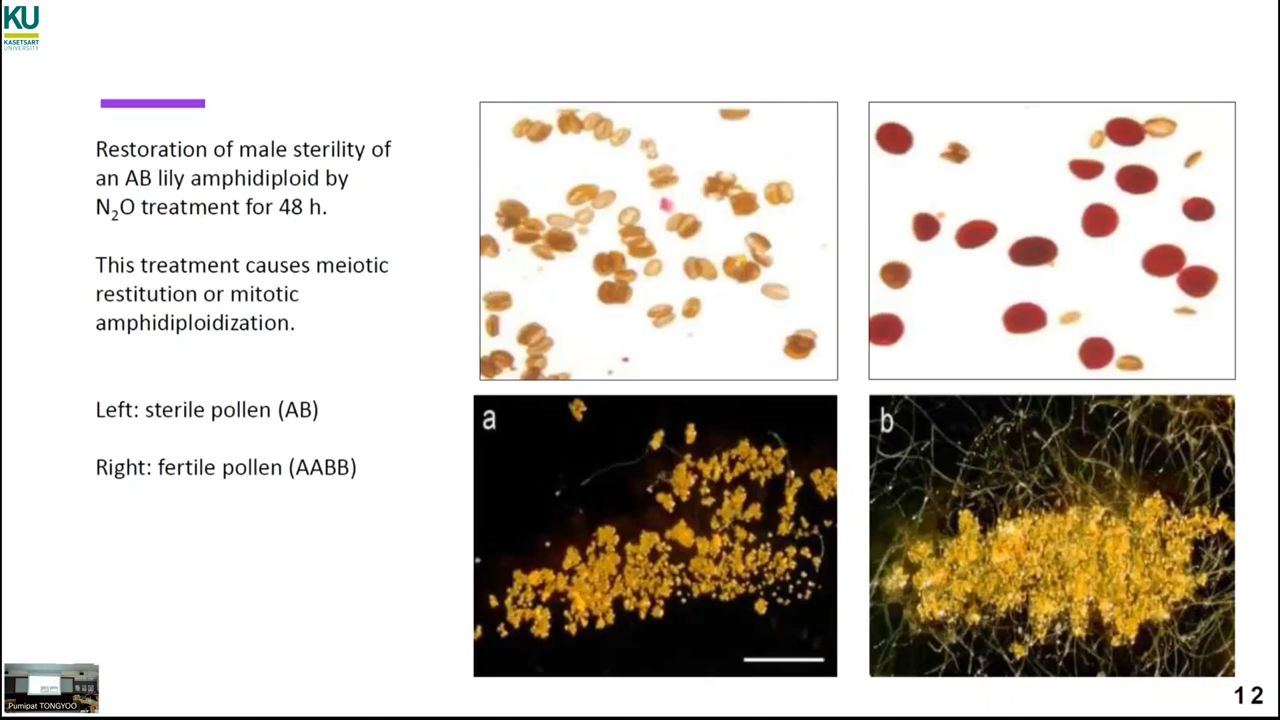 KU
KASETSART
UNIVERSITY
Restoration of male sterility of
an AB lily amphidiploid by
N₂O treatment for 48 h.
This treatment causes meiotic
restitution or mitotic
amphidiploidization.
Left: sterile pollen (AB)
Right: fertile pollen (AABB)
a
b
Pumipat TONGYOO
12